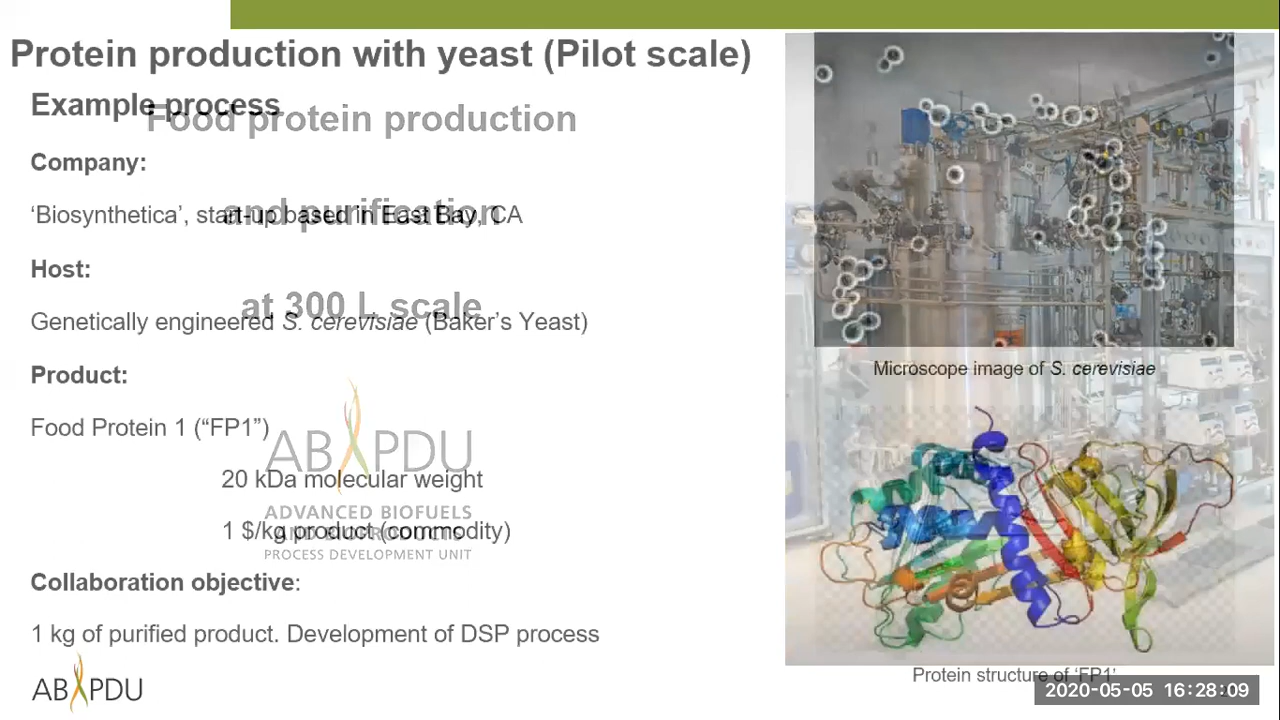 Protein production with yeast (Pilot scale)
Example process
Food protein production
Company:
‘Biosynthetica’, start-up based in East Bay, CA
and purification
Host:
at 300 L scale
Genetically engineered S. cerevisiae (Baker’s Yeast)
Product:
Food Protein 1 (“FP1”)
ABPDU
20 kDa molecular weight
ADVANCED BIOFUELS
1 $/kg product (commodity)
PROCESS DEVELOPMENT UNIT
Collaboration objective:
1 kg of purified product. Development of DSP process
ABPDU
Microscope image of S. cerevisiae
Protein structure of ‘FP1’
2020-05-05 16:28:09